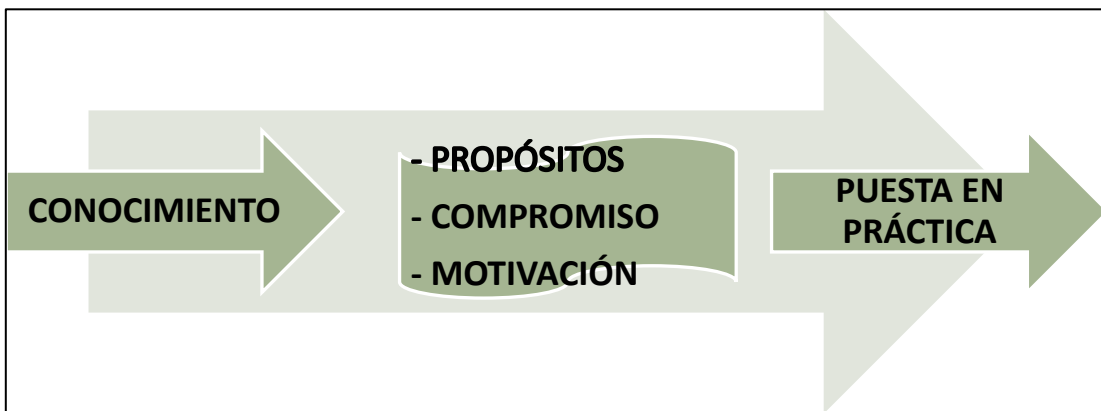 CONOCIMIENTO
- PROPÓSITOS
- COMPROMISO
- MOTIVACIÓN
PUESTA EN
PRÁCTICA